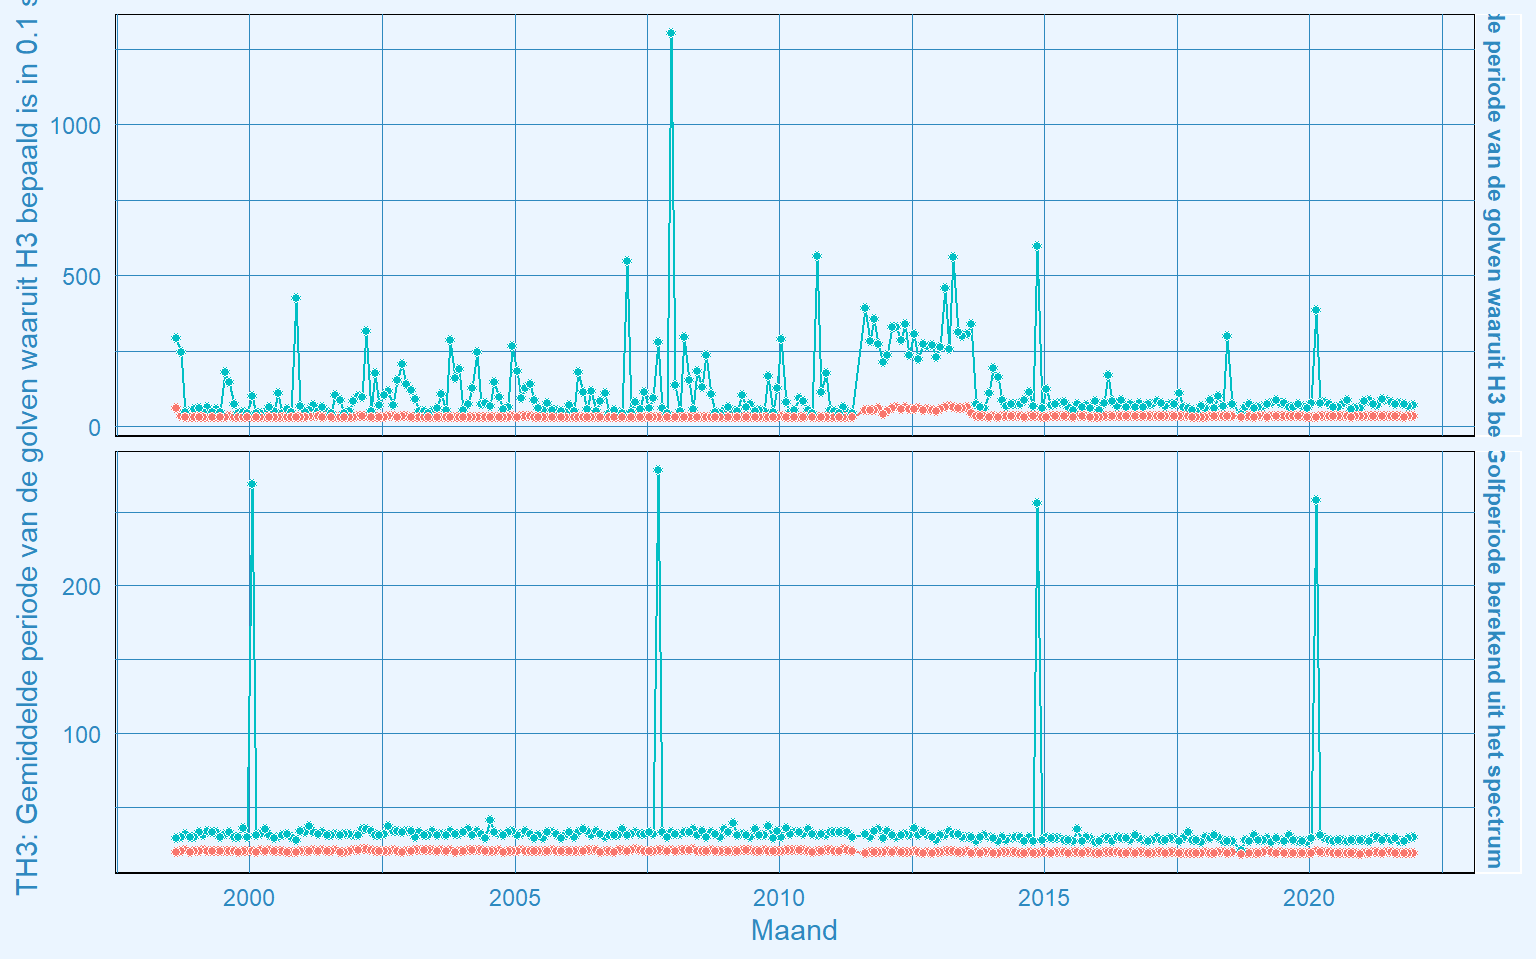 TH3: Gemiddelde periode van de golven waaruit H3 bepaald is in 0.1 s
1000
500
0
periode van de golven waaruit H3 be
200
100
Golfperiode berekend uit het spectrum
2000
2005
2010
2015
2020
Maand